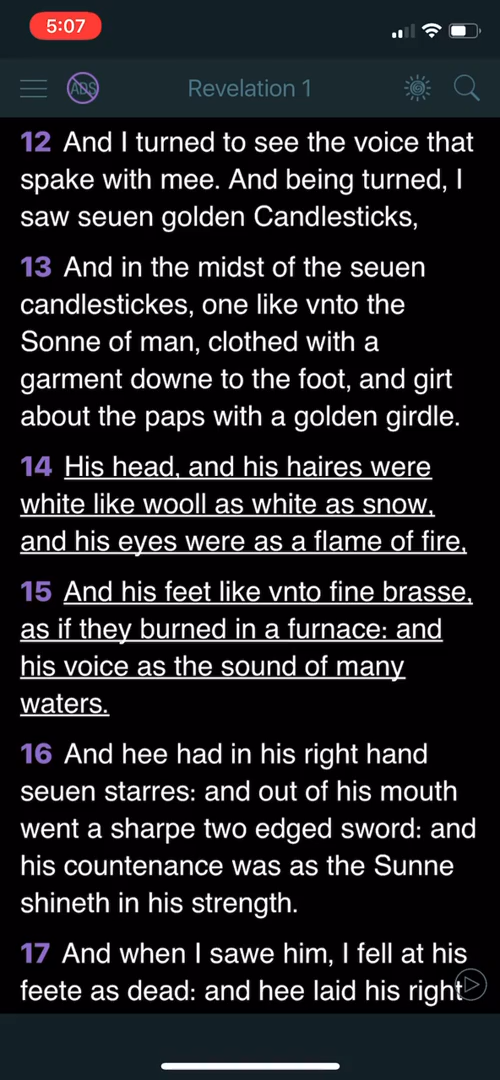 5:07
ADS
Revelation 1
12 And I turned to see the voice that
spake with mee. And being turned, I
saw seuen golden Candlesticks,
13 And in the midst of the seuen
candlestickes, one like vnto the
Sonne of man, clothed with a
garment downe to the foot, and girt
about the paps with a golden girdle.
14 His head, and his haires were
white like wooll as white as snow,
and his eyes were as a flame of fire,
15 And his feet like vnto fine brasse,
as if they burned in a furnace: and
his voice as the sound of many
waters.
16 And hee had in his right hand
seuen starres: and out of his mouth
went a sharpe two edged sword: and
his countenance was as the Sunne
shineth in his strength.
17 And when I sawe him, I fell at his
feete as dead: and hee laid his right